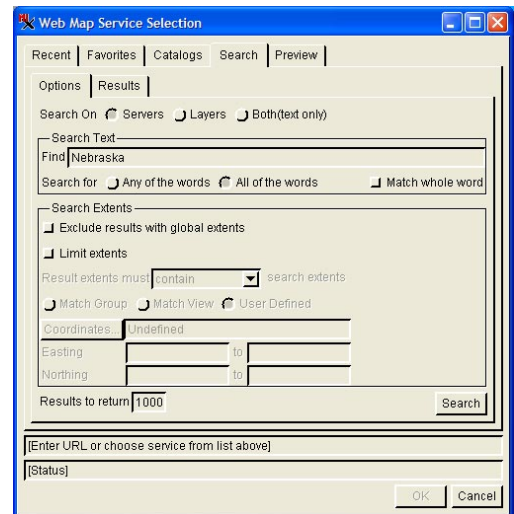 Web Map Service Selection
Recent Favorites Catalogs Search Preview
Options Results
Search On Servers Layers Both(text only)
Search Text
Find Nebraska
Search for Any of the words All of the words Match whole word
Search Extents
Exclude results with global extents
Limit extents
Result extents must contain search extents
Match Group Match View User Defined
Coordinates... Undefined
Easting to
Northing to
Results to return 1000 Search
[Enter URL or choose service from list above]
[Status]
OK Cancel